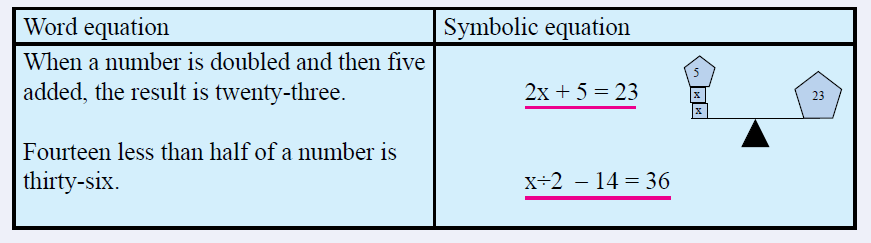 Word equation
Symbolic equation
When a number is doubled and then five
added, the result is twenty-three.
2x + 5 = 23
5
x
x
23
Fourteen less than half of a number is
thirty-six.
x÷2 – 14 = 36